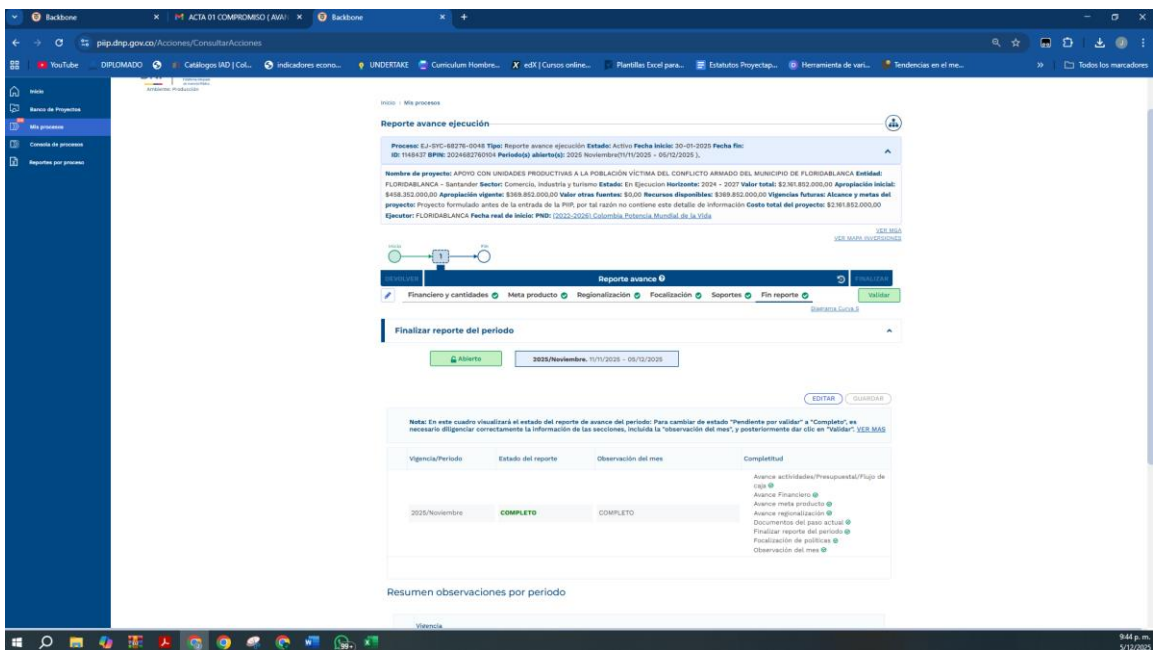 Backbone
ACTA 01 COMPROMISO ( AVAN
Backbone
piip.dnp.gov.co/Acciones/ConsultarAcciones
YouTube DIPLOMADO Catálogos IAD | Col... indicadores econo... UNDERTAKE Curriculum Hombre... edX | Cursos online... Plantillas Excel para... Estatutos Proyectap... Herramienta de vari... Tendencias en el me... » Todos los marcadores
Inicio
Banco de Proyectos
Mis procesos
Consola de procesos
Reportes por proceso
Ambiente: Producción
Inicio > Mis procesos
Reporte avance ejecución
Proceso: EJ-SYC-68276-0048 Tipo: Reporte avance ejecución Estado: Activo Fecha inicio: 30-01-2025 Fecha fin:
ID: 1148437 BPIN: 2024682760104 Periodo(s) abierto(s): 2025 Noviembre(11/11/2025 - 05/12/2025 ),
Nombre de proyecto: APOYO CON UNIDADES PRODUCTIVAS A LA POBLACIÓN VÍCTIMA DEL CONFLICTO ARMADO DEL MUNICIPIO DE FLORIDABLANCA Entidad:
FLORIDABLANCA - Santander Sector: Comercio, industria y turismo Estado: En Ejecucion Horizonte: 2024 - 2027 Valor total: $2.161.852.000,00 Apropiación inicial:
$458.352.000,00 Apropiación vigente: $369.852.000,00 Valor otras fuentes: $0,00 Recursos disponibles: $369.852.000,00 Vigencias futuras: Alcance y metas del
proyecto: Proyecto formulado antes de la entrada de la PIIP, por tal razón no contiene este detalle de información Costo total del proyecto: $2.161.852.000,00
Ejecutor: FLORIDABLANCA Fecha real de inicio: PND: (2022-2026) Colombia Potencia Mundial de la Vida
VER MGA
VER MAPA INVERSIONES
Inicio
Fin
1
DEVOLVER Reporte avance FINALIZAR
Financiero y cantidades Meta producto Regionalización Focalización Soportes Fin reporte Validar
Diagrama Curva S
Finalizar reporte del periodo
Abierto 2025/Noviembre. 11/11/2025 - 05/12/2025
EDITAR GUARDAR
Nota: En este cuadro visualizará el estado del reporte de avance del periodo: Para cambiar de estado "Pendiente por validar" a "Completo", es
necesario diligenciar correctamente la información de las secciones, incluida la "observación del mes", y posteriormente dar clic en "Validar". VER MAS
Vigencia/Periodo Estado del reporte Observación del mes Completitud
Avance actividades/Presupuestal/Flujo de
caja
Avance Financiero
Avance meta producto
Avance regionalización
2025/Noviembre COMPLETO COMPLETO
Documentos del paso actual
Finalizar reporte del periodo
Focalización de políticas
Observación del mes
Resumen observaciones por periodo
Vigencia
99+
9:44 p. m.
5/12/2025